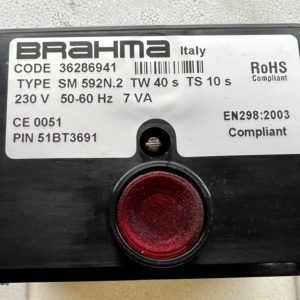 BRAHMA Italy
CODE 36286941
RoHS
Compliant
TYPE SM 592N.2 TW 40 s TS 10 s
230 V 50-60 Hz 7 VA
CE 0051
EN298:2003
PIN 51BT3691
Compliant